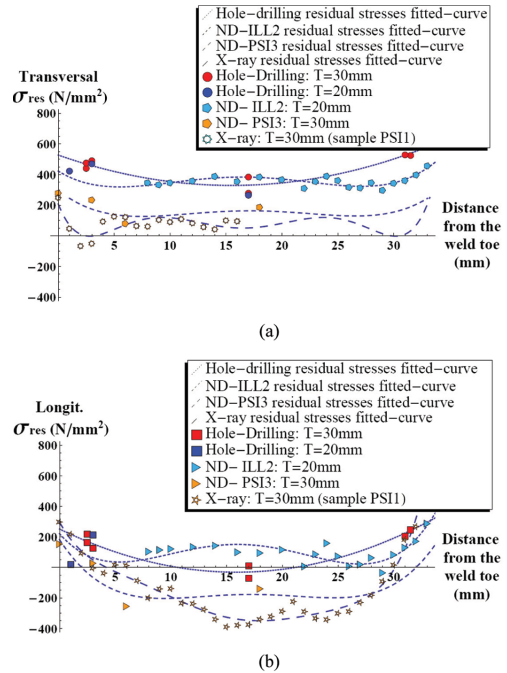 Hole-drilling residual stresses fitted-curve
ND-ILL2 residual stresses fitted-curve
ND-PSI3 residual stresses fitted-curve
X-ray residual stresses fitted-curve
Hole-Drilling: T=30mm
Hole-Drilling: T=20mm
ND- ILL2: T=20mm
ND- PSI3: T=30mm
X-ray: T=30mm (sample PSI1)
Transversal
σres (N/mm²)
800
600
400
200
-200
-400
5
10
15
20
25
30
Distance
from the
weld toe
(mm)
(a)
Hole-drilling residual stresses fitted-curve
ND-ILL2 residual stresses fitted-curve
ND-PSI3 residual stresses fitted-curve
X-ray residual stresses fitted-curve
Hole-Drilling: T=30mm
Hole-Drilling: T=20mm
ND- ILL2: T=20mm
ND- PSI3: T=30mm
X-ray: T=30mm (sample PSI1)
Longit.
σres (N/mm²)
800
600
400
200
-200
-400
5
10
15
20
25
30
Distance
from the
weld toe
(mm)
(b)